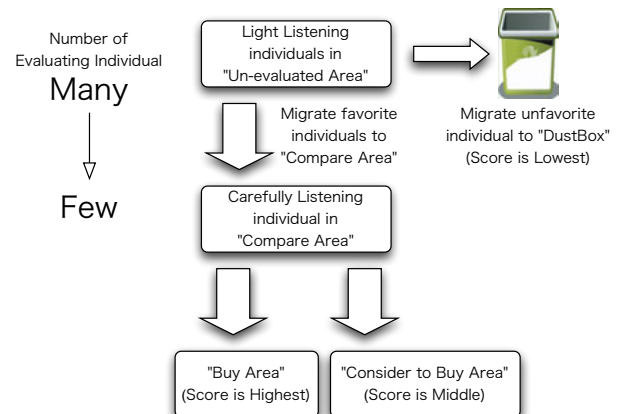 Number of
Evaluating Individual
Many
Few
Light Listening
individuals in
"Un-evaluated Area"
Migrate favorite
individuals to
"Compare Area"
Migrate unfavorite
individual to "DustBox"
(Score is Lowest)
Carefully Listening
individual in
"Compare Area"
"Buy Area"
(Score is Highest)
"Consider to Buy Area"
(Score is Middle)